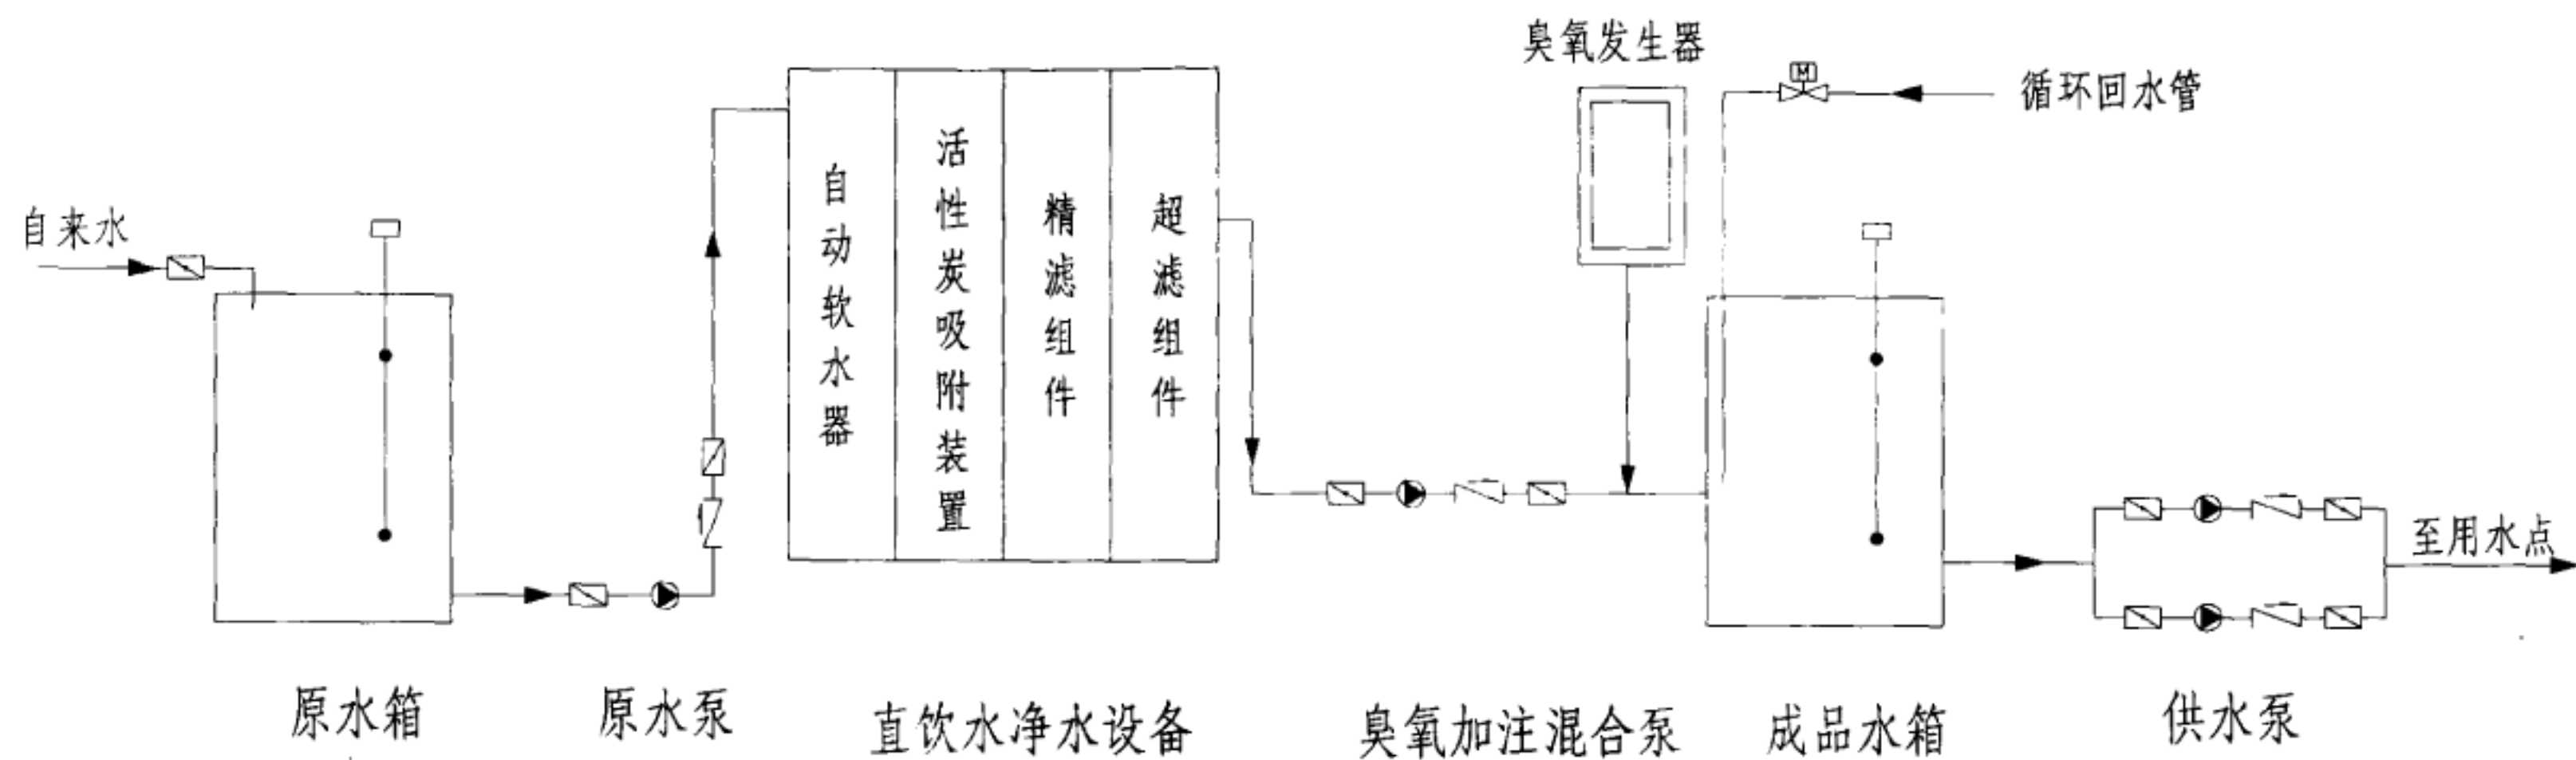 臭氧发生器
M
循环回水管
自来水
自动软水器
活性炭吸附装置
精滤组件
超滤组件
至用水点
原水箱
原水泵
直饮水净水设备
臭氧加注混合泵
成品水箱
供水泵